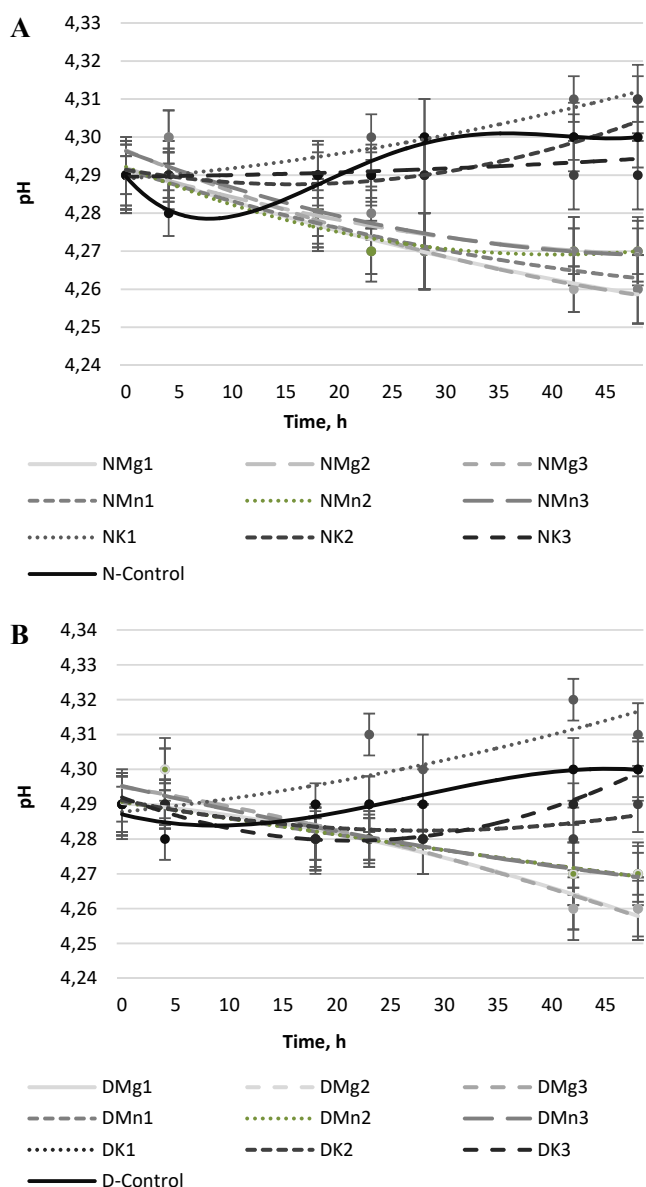 A
4,33
4,32
4,31
4,30
4,29
4,28
4,27
4,26
4,25
4,24
pH
0 5 10 15 20 25 30 35 40 45
Time, h
NMg1 NMg2 NMg3
NMn1 NMn2 NMn3
NK1 NK2 NK3
N-Control
B
4,34
4,33
4,32
4,31
4,30
4,29
4,28
4,27
4,26
4,25
4,24
pH
0 5 10 15 20 25 30 35 40 45
Time, h
DMg1 DMg2 DMg3
DMn1 DMn2 DMn3
DK1 DK2 DK3
D-Control